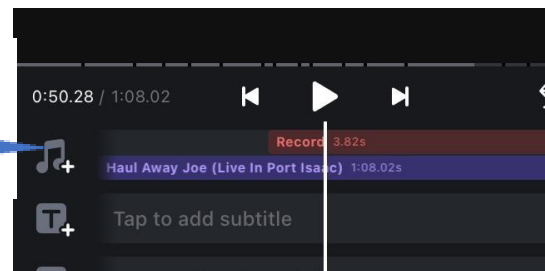 0:50.28 / 1:08.02
Record 3.82s
Haul Away Joe (Live In Port Isaac) 1:08.02s
T
Tap to add subtitle